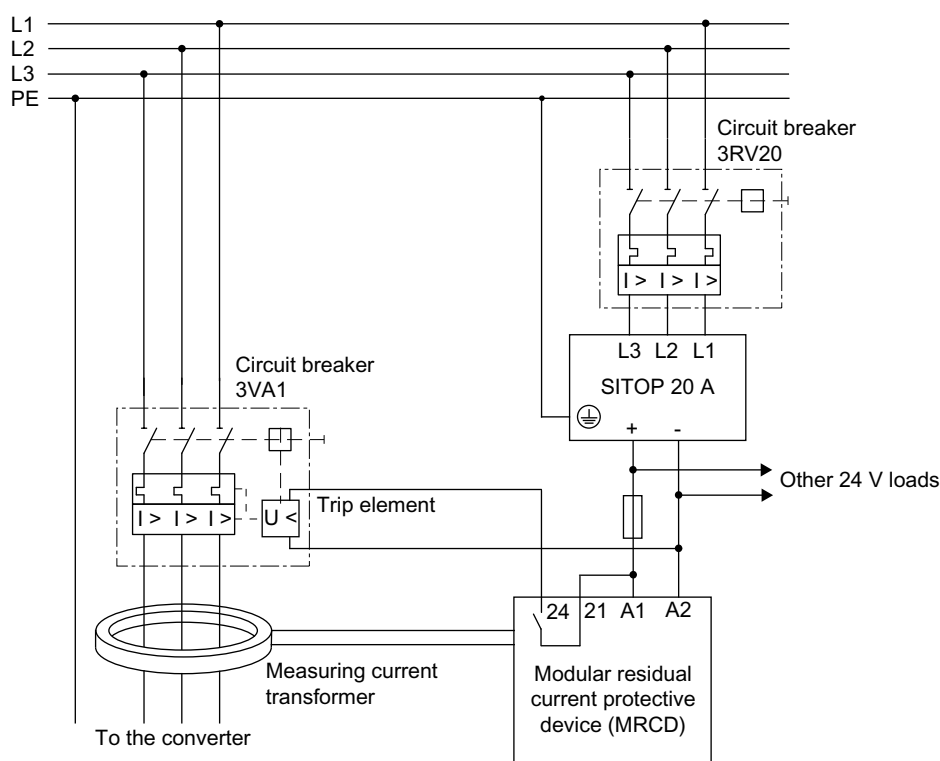 L1
L2
L3
PE
Circuit breaker
3RV20
I > I > I >
L3 L2 L1
SITOP 20 A
+ -
Other 24 V loads
Circuit breaker
3VA1
I > I > I >
U <
Trip element
24 21 A1 A2
Modular residual
current protective
device (MRCD)
Measuring current
transformer
To the converter